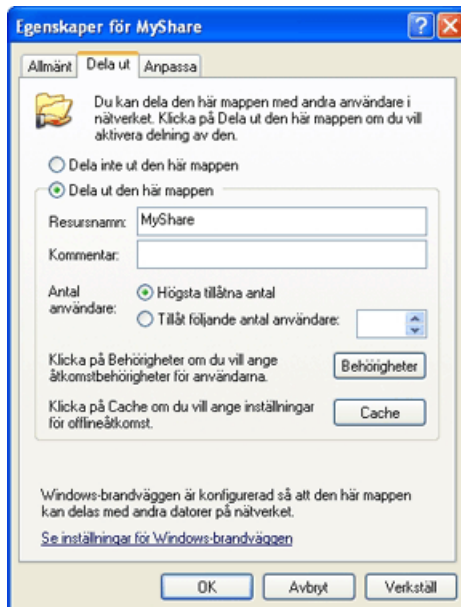 Egenskaper för MyShare
Allmänt Dela ut Anpassa
Du kan dela den här mappen med andra användare i
nätverket. Klicka på Dela ut den här mappen om du vill
aktivera delning av den.
Dela inte ut den här mappen
Dela ut den här mappen
Resursnamn: MyShare
Kommentar:
Antal
användare:
Högsta tillåtna antal
Tillåt följande antal användare:
Klicka på Behörigheter om du vill ange
åtkomstbehörigheter för användarna.
Behörigheter
Klicka på Cache om du vill ange inställningar
för offlineåtkomst.
Cache
Windows-brandväggen är konfigurerad så att den här mappen
kan delas med andra datorer på nätverket.
Se inställningar för Windows-brandväggen
OK Avbryt Verkställ